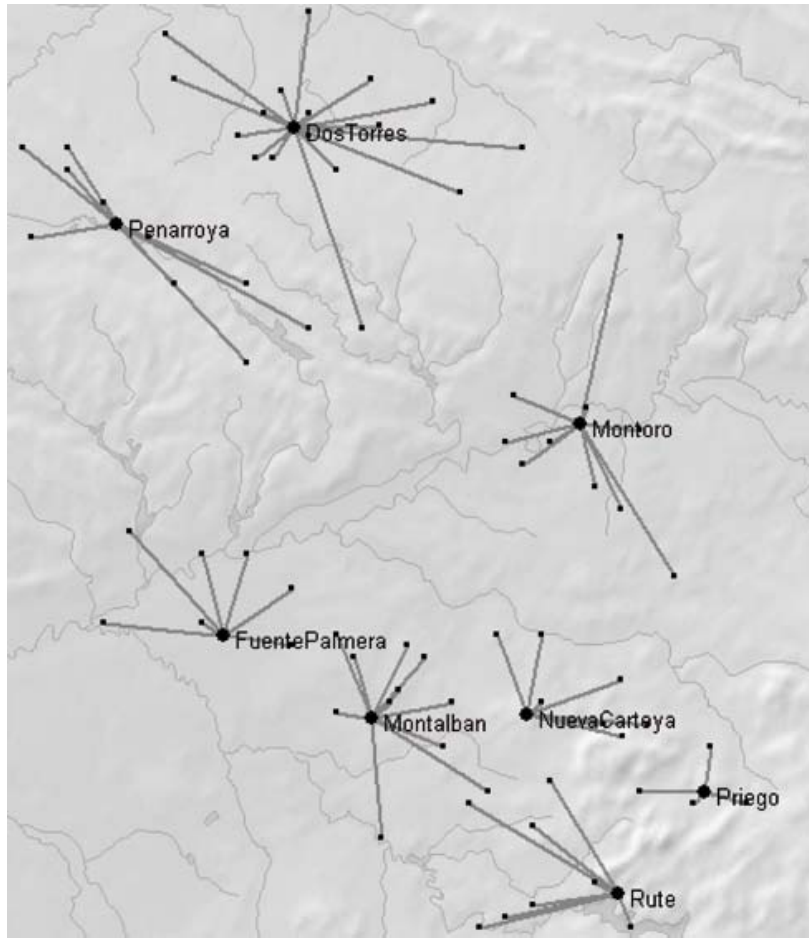 DosTorres
Penarroya
Montoro
FuentePalmera
Montalban
NuevaCarteya
Priego
Rute